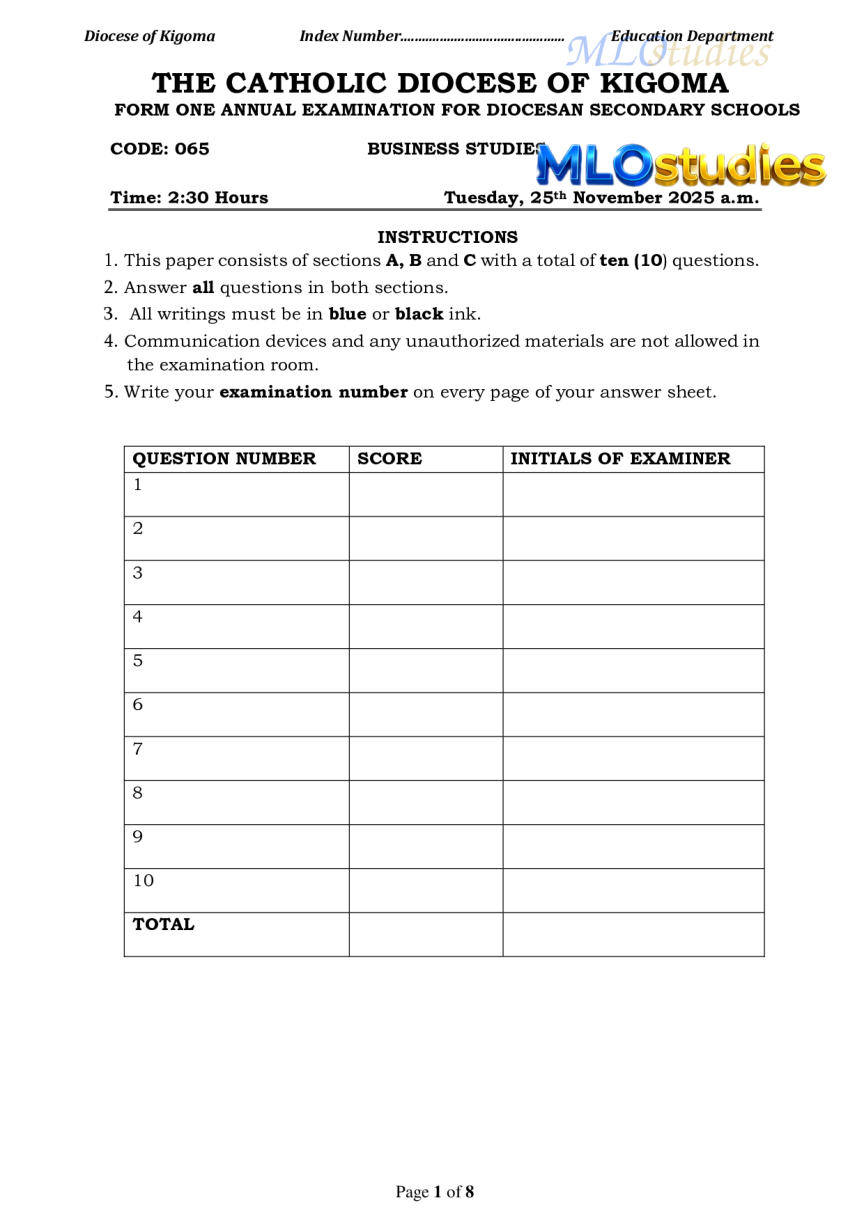 Diocese of Kigoma Index Number.............................................. Education Department
MLOstudies
THE CATHOLIC DIOCESE OF KIGOMA
FORM ONE ANNUAL EXAMINATION FOR DIOCESAN SECONDARY SCHOOLS
CODE: 065 BUSINESS STUDIES
MLOstudies
Time: 2:30 Hours Tuesday, 25th November 2025 a.m.
INSTRUCTIONS
1. This paper consists of sections A, B and C with a total of ten (10) questions.
2. Answer all questions in both sections.
3. All writings must be in blue or black ink.
4. Communication devices and any unauthorized materials are not allowed in
the examination room.
5. Write your examination number on every page of your answer sheet.
QUESTION NUMBER SCORE INITIALS OF EXAMINER
1
2
3
4
5
6
7
8
9
10
TOTAL
Page 1 of 8